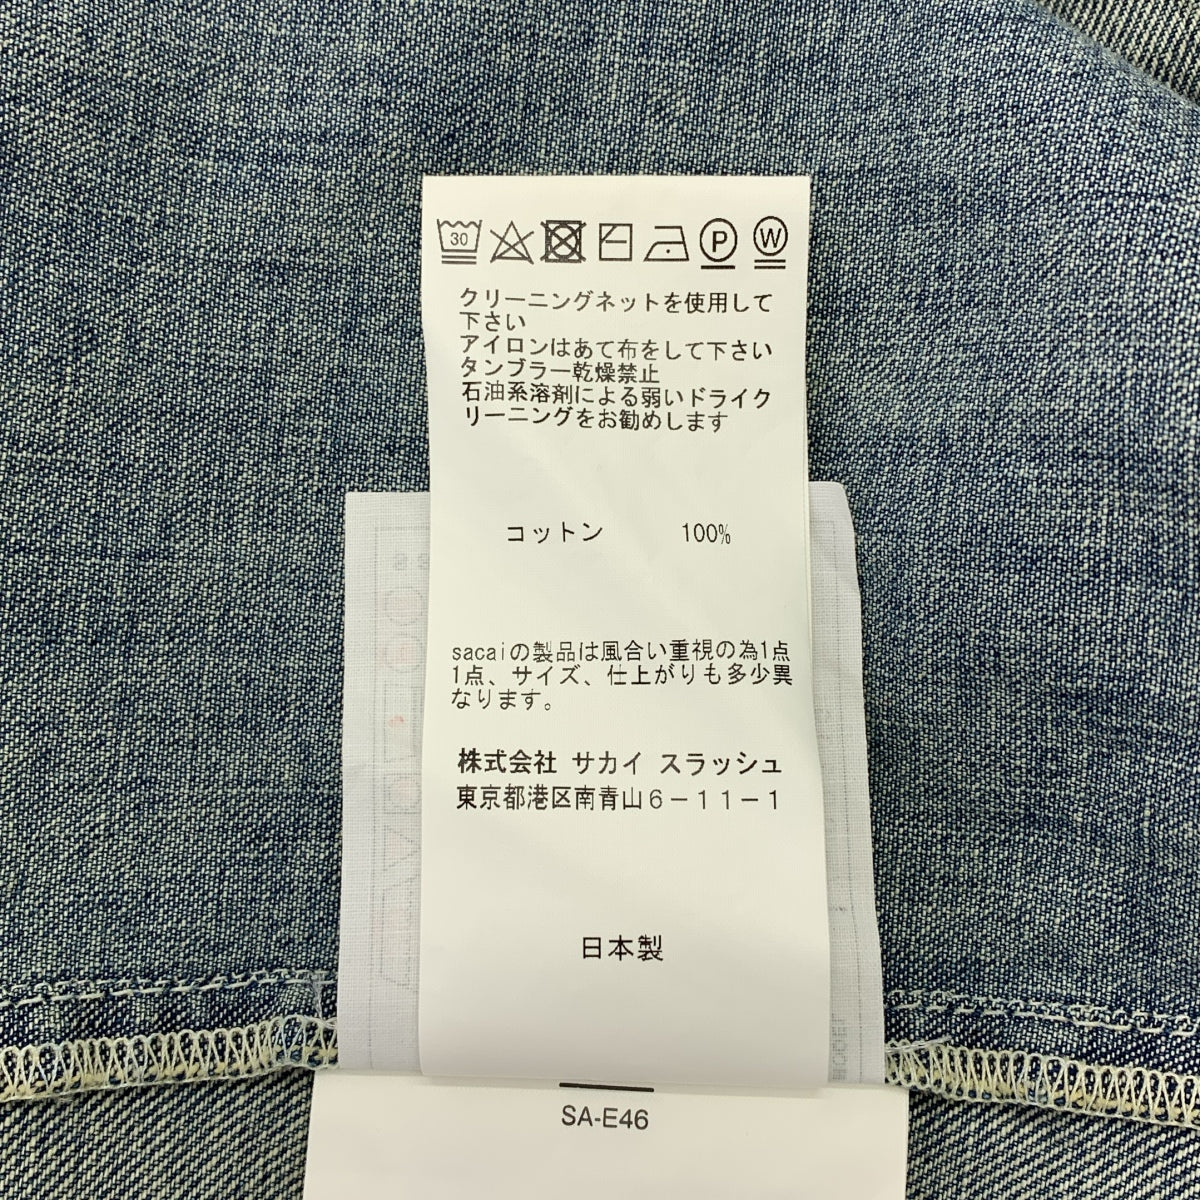 30 P W
クリーニングネットを使用して
下さい
アイロンはあて布をして下さい
タンブラー乾燥禁止
石油系溶剤による弱いドライク
リーニングをお勧めします
コットン 100%
sacaiの製品は風合い重視の為1点
1点、サイズ、仕上がりも多少異
なります。
株式会社 サカイ スラッシュ
東京都港区南青山6-11-1
日本製
SA-E46